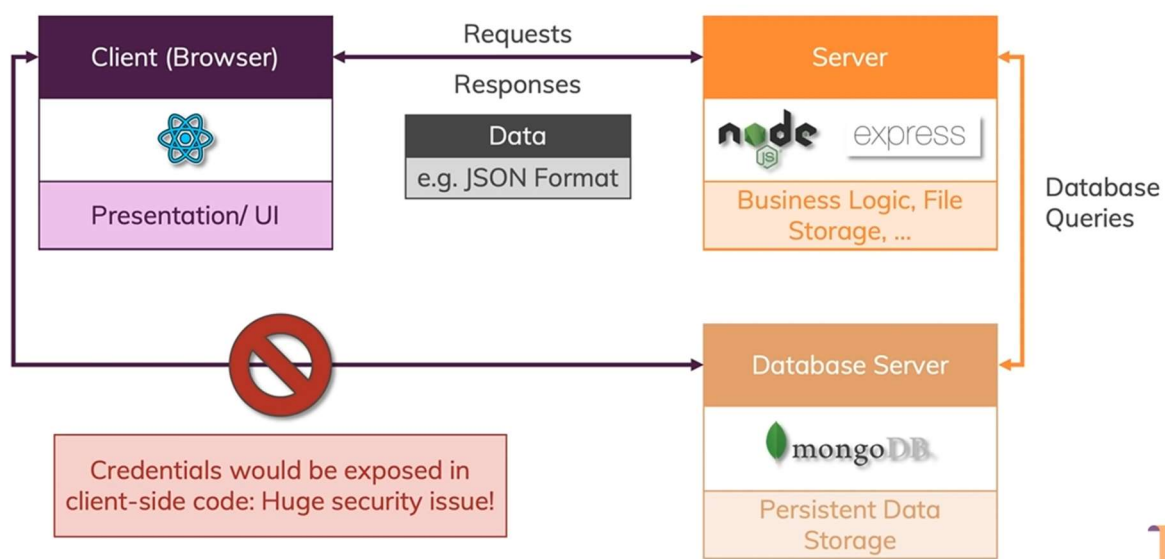 Client (Browser)
Presentation/ UI
Requests
Responses
Data
e.g. JSON Format
Server
node
JS
express
Business Logic, File
Storage, ...
Database
Queries
Database Server
mongoDB.
Persistent Data
Storage
Credentials would be exposed in
client-side code: Huge security issue!